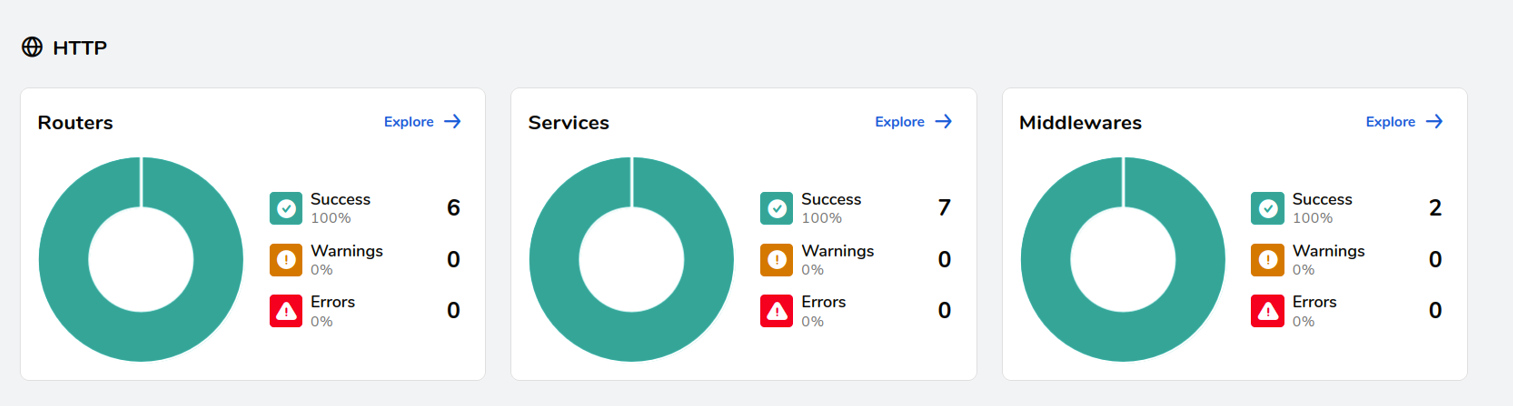 HTTP
Routers
Explore
Success
100%
6
Warnings
0%
0
Errors
0%
0
Services
Explore
Success
100%
7
Warnings
0%
0
Errors
0%
0
Middlewares
Explore
Success
100%
2
Warnings
0%
0
Errors
0%
0